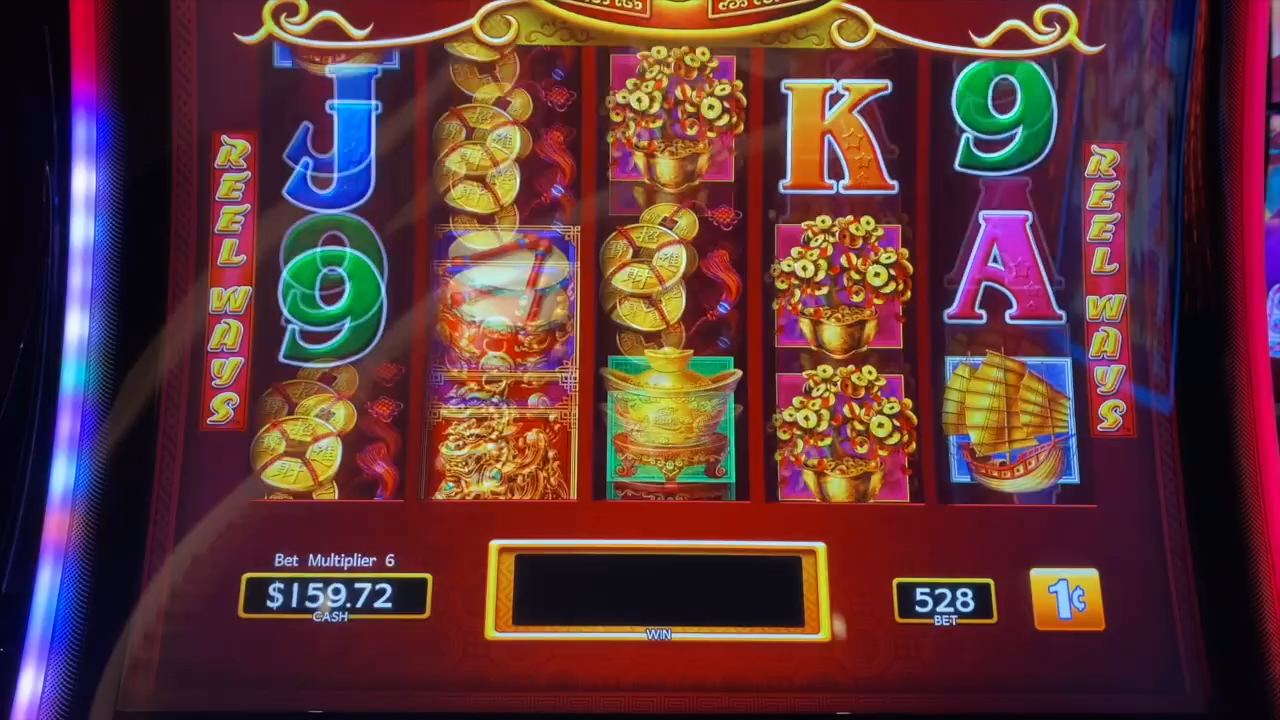 J
K
9
REEL WAYS
REEL WAYS
9
A
Bet Multiplier 6
$159.72
CASH
WIN
528
BET
1¢